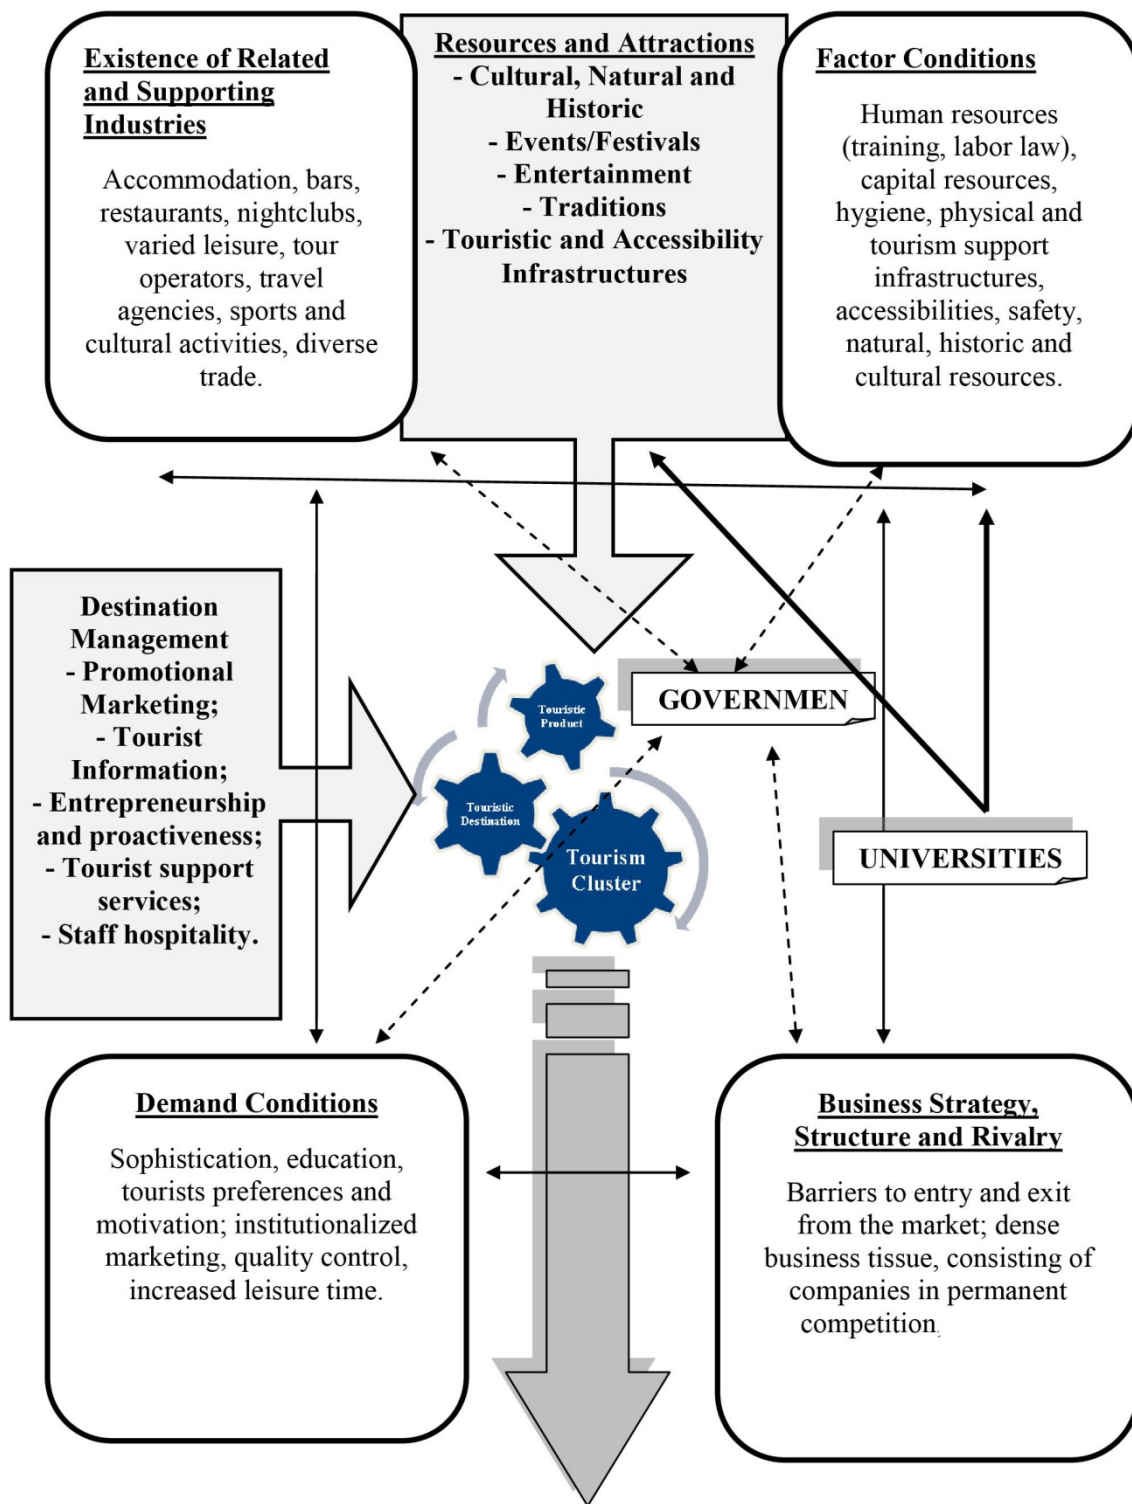 Existence of Related
and Supporting
Industries
Accommodation, bars,
restaurants, nightclubs,
varied leisure, tour
operators, travel
agencies, sports and
cultural activities, diverse
trade.
Resources and Attractions
- Cultural, Natural and
Historic
- Events/Festivals
- Entertainment
- Traditions
- Touristic and Accessibility
Infrastructures
Factor Conditions
Human resources
(training, labor law),
capital resources,
hygiene, physical and
tourism support
infrastructures,
accessibilities, safety,
natural, historic and
cultural resources.
Destination
Management
- Promotional
Marketing;
- Tourist
Information;
- Entrepreneurship
and proactiveness;
- Tourist support
services;
- Staff hospitality.
Touristic
Product
Touristic
Destination
Tourism
Cluster
GOVERNMEN
UNIVERSITIES
Demand Conditions
Sophistication, education,
tourists preferences and
motivation; institutionalized
marketing, quality control,
increased leisure time.
Business Strategy,
Structure and Rivalry
Barriers to entry and exit
from the market; dense
business tissue, consisting of
companies in permanent
competition.